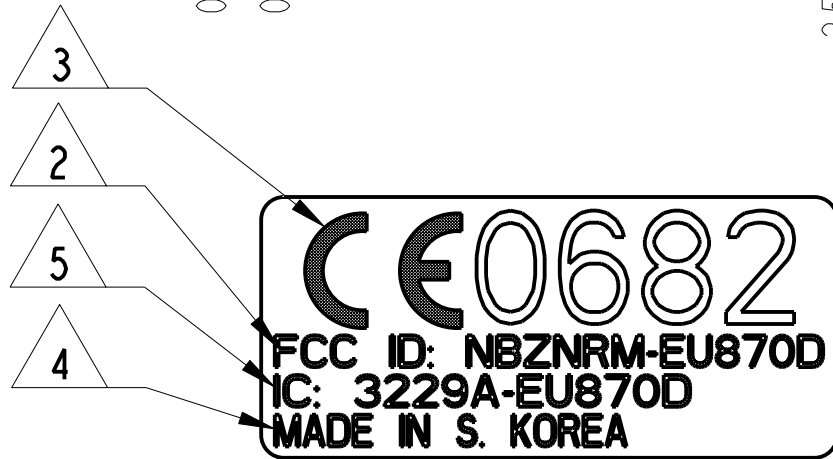 3
2
5
4
CE0682
FCC ID: NBZNRM-EU870D
IC: 3229A-EU870D
MADE IN S. KOREA